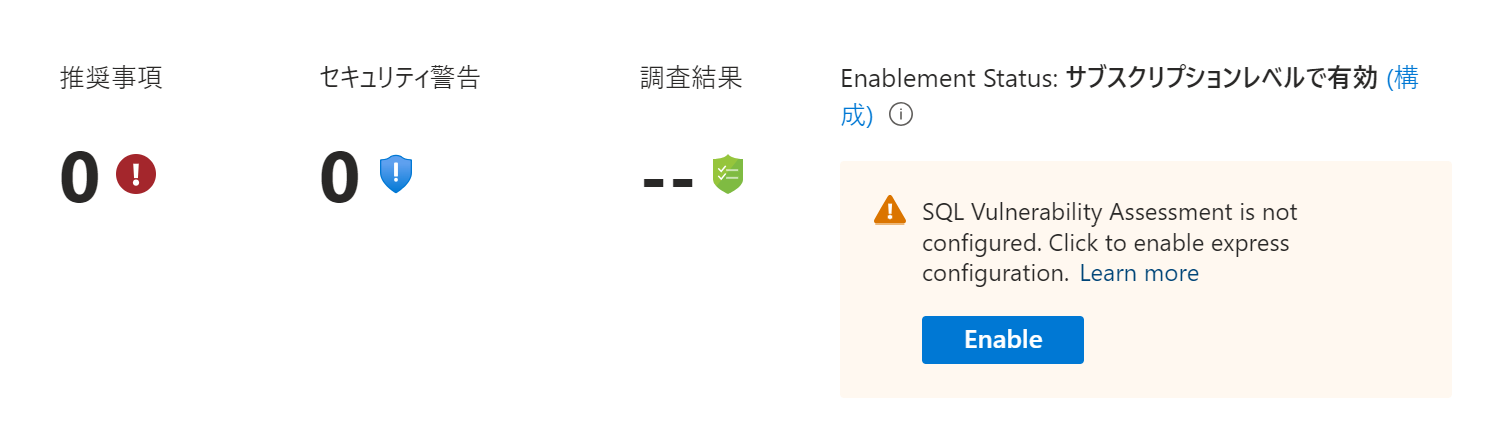 推奨事項
セキュリティ警告
調査結果
0
0
--
Enablement Status: サブスクリプションレベルで有効 (構
成)
SQL Vulnerability Assessment is not
configured. Click to enable express
configuration. Learn more
Enable